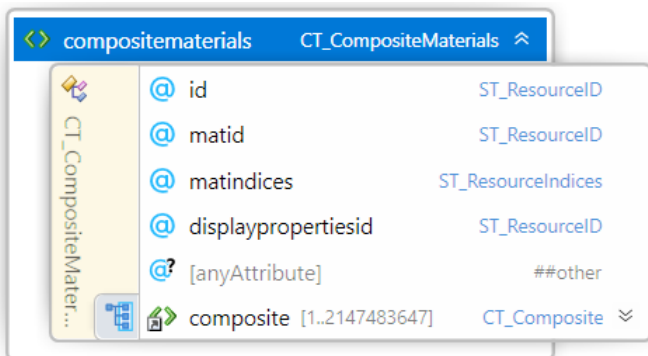 compositematerials CT_CompositeMaterials
CT_CompositeMater...
@ id ST_ResourceID
@ matid ST_ResourceID
@ matindices ST_ResourceIndices
@ displaypropertiesid ST_ResourceID
@? [anyAttribute] ##other
composite [1..2147483647] CT_Composite